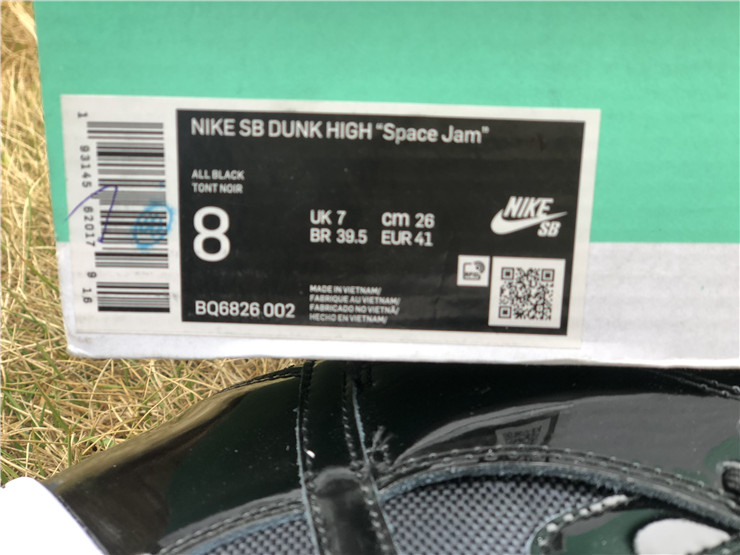 NIKE SB DUNK HIGH "Space Jam"
ALL BLACK
TONT NOIR
8
UK 7 cm 26
BR 39.5 EUR 41
NIKE
SB
BQ6826 002
MADE IN VIETNAM/
FABRIQUE AU VIETNAM/
FABRICADO NO VIETNÃ/
HECHO EN VIETNAM/
1 93145 82017 9 16